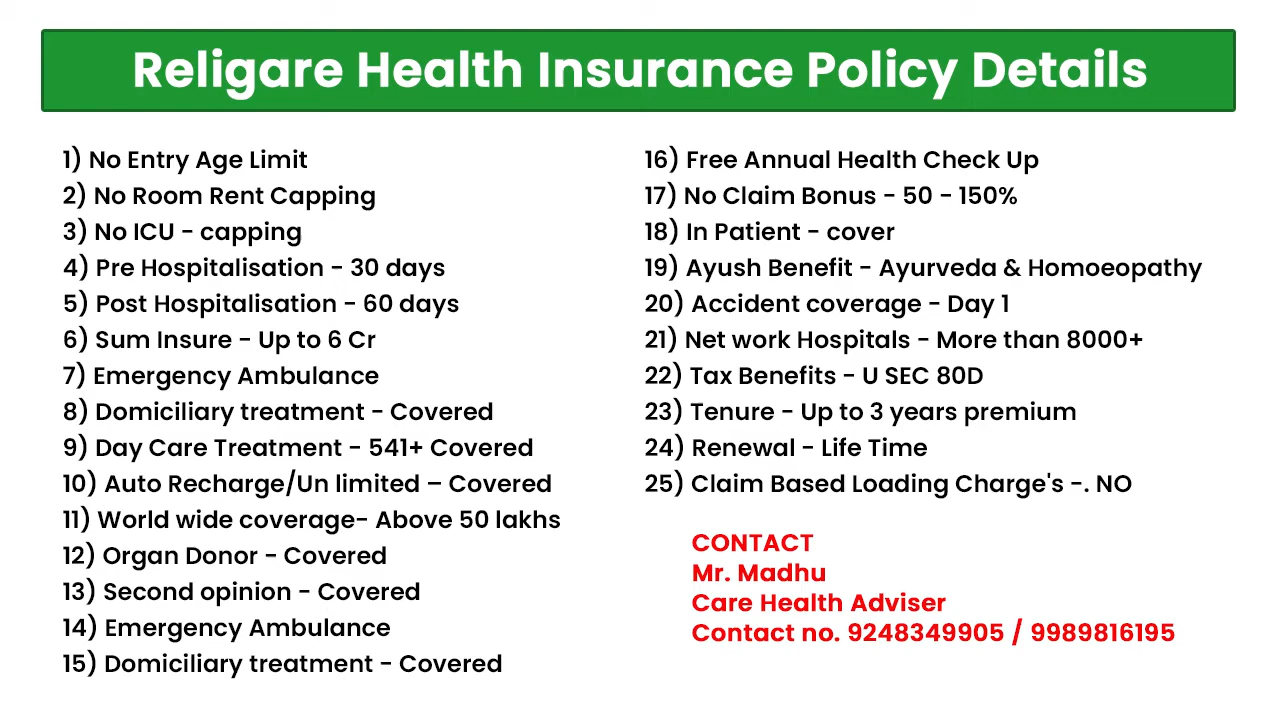 Religare Health Insurance Policy Details
1) No Entry Age Limit
2) No Room Rent Capping
3) No ICU - capping
4) Pre Hospitalisation - 30 days
5) Post Hospitalisation - 60 days
6) Sum Insure - Up to 6 Cr
7) Emergency Ambulance
8) Domiciliary treatment - Covered
9) Day Care Treatment - 541+ Covered
10) Auto Recharge/Un limited – Covered
11) World wide coverage- Above 50 lakhs
12) Organ Donor - Covered
13) Second opinion - Covered
14) Emergency Ambulance
15) Domiciliary treatment - Covered
16) Free Annual Health Check Up
17) No Claim Bonus - 50 - 150%
18) In Patient - cover
19) Ayush Benefit - Ayurveda & Homoeopathy
20) Accident coverage - Day 1
21) Net work Hospitals - More than 8000+
22) Tax Benefits - U SEC 80D
23) Tenure - Up to 3 years premium
24) Renewal - Life Time
25) Claim Based Loading Charge's -. NO
CONTACT
Mr. Madhu
Care Health Adviser
Contact no. 9248349905 / 9989816195